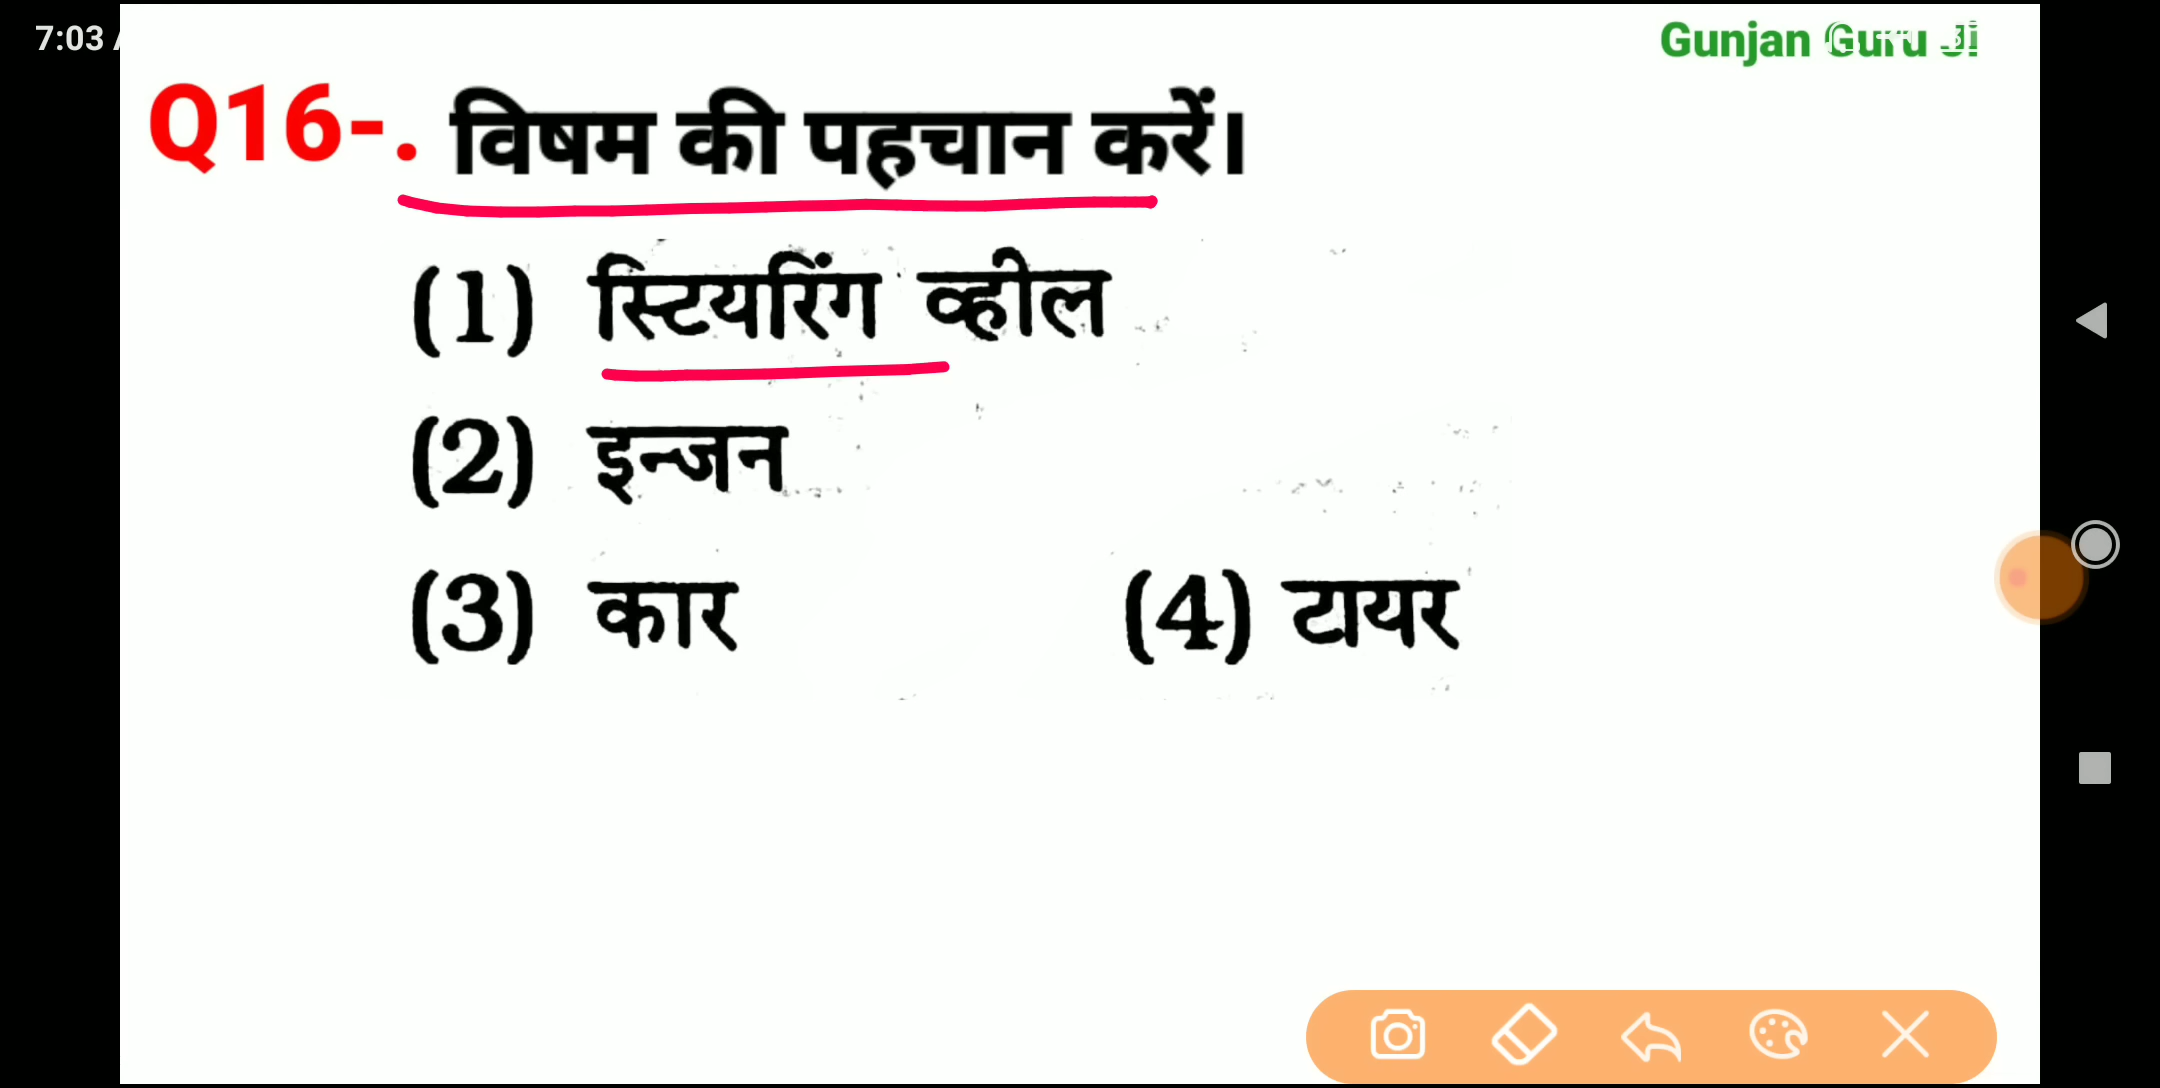 7:03
Gunjan Guru Ji
Q16-. विषम की पहचान करें।
(1) स्टियरिंग व्हील
(2) इन्जन
(3) कार (4) टायर